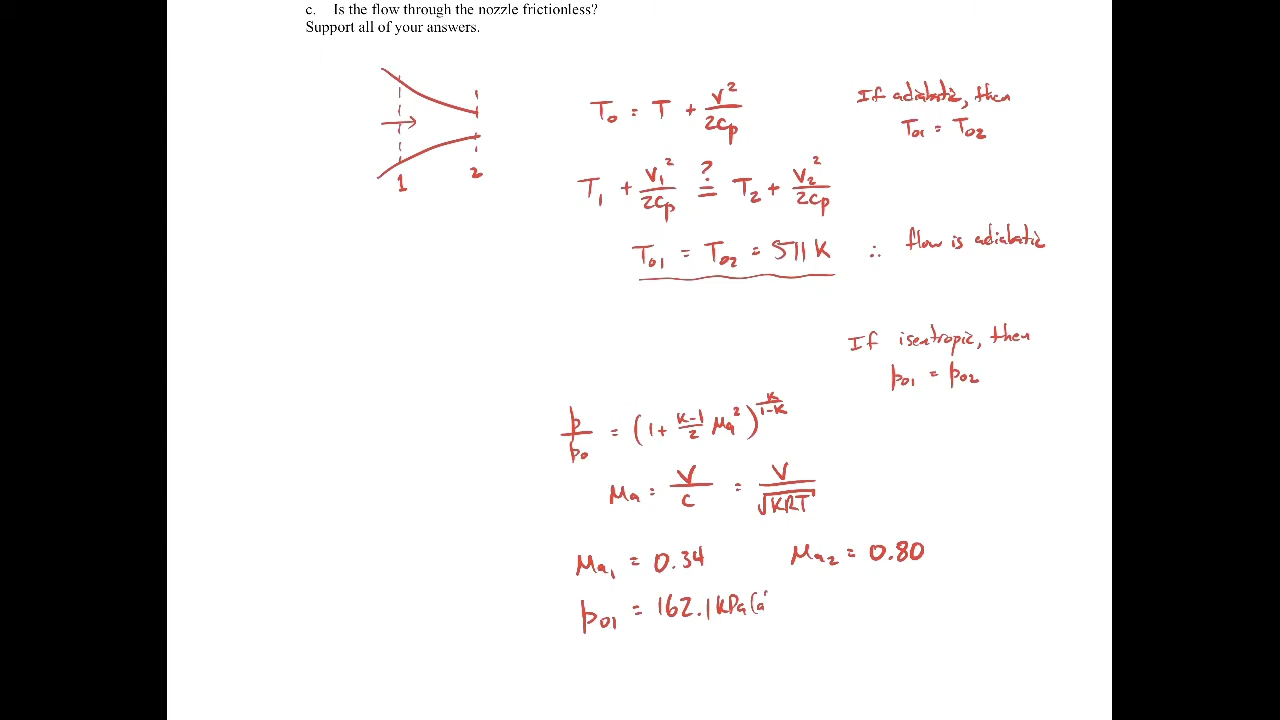 c. Is the flow through the nozzle frictionless?
Support all of your answers.
1 2
T₀ = T + V²/2cp
If adiabatic, then
T₀₁ = T₀₂
T₁ + V₁²/2cp ?= T₂ + V₂²/2cp
T₀₁ = T₀₂ = 511 K ∴ flow is adiabatic
If isentropic, then
p₀₁ = p₀₂
p/p₀ = (1 + K-1/2 Ma²)^K/1-K
Ma = V/c = V/√KRT
Ma₁ = 0.34 Ma₂ = 0.80
p₀₁ = 162.1 kPa (a